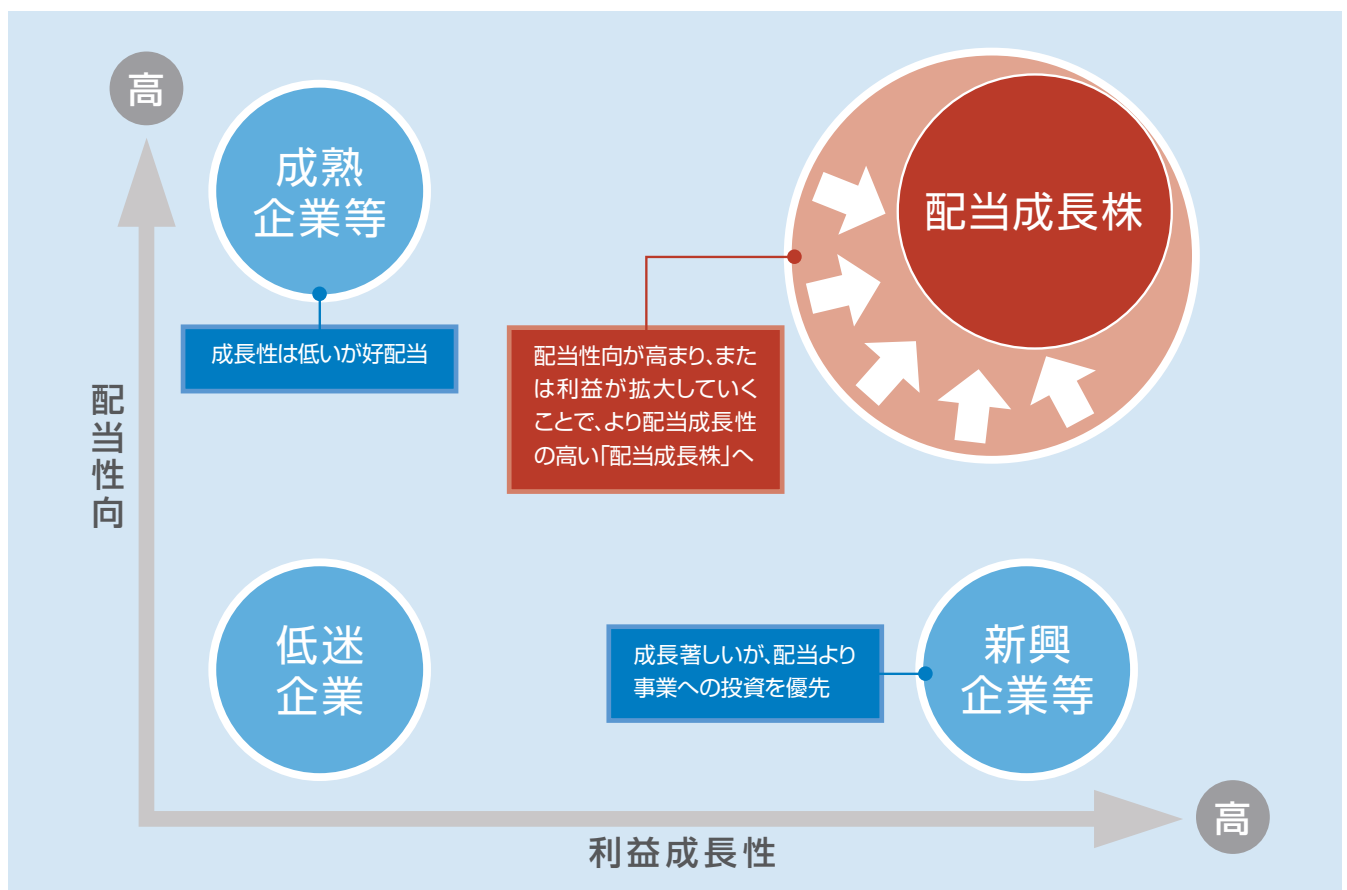 高
成熟
企業等
成長性は低いが好配当
配当成長株
配当性向が高まり、また
は利益が拡大していく
ことで、より配当成長性
の高い「配当成長株」へ
配当性向
低迷
企業
成長著しいが、配当より
事業への投資を優先
新興
企業等
高
利益成長性